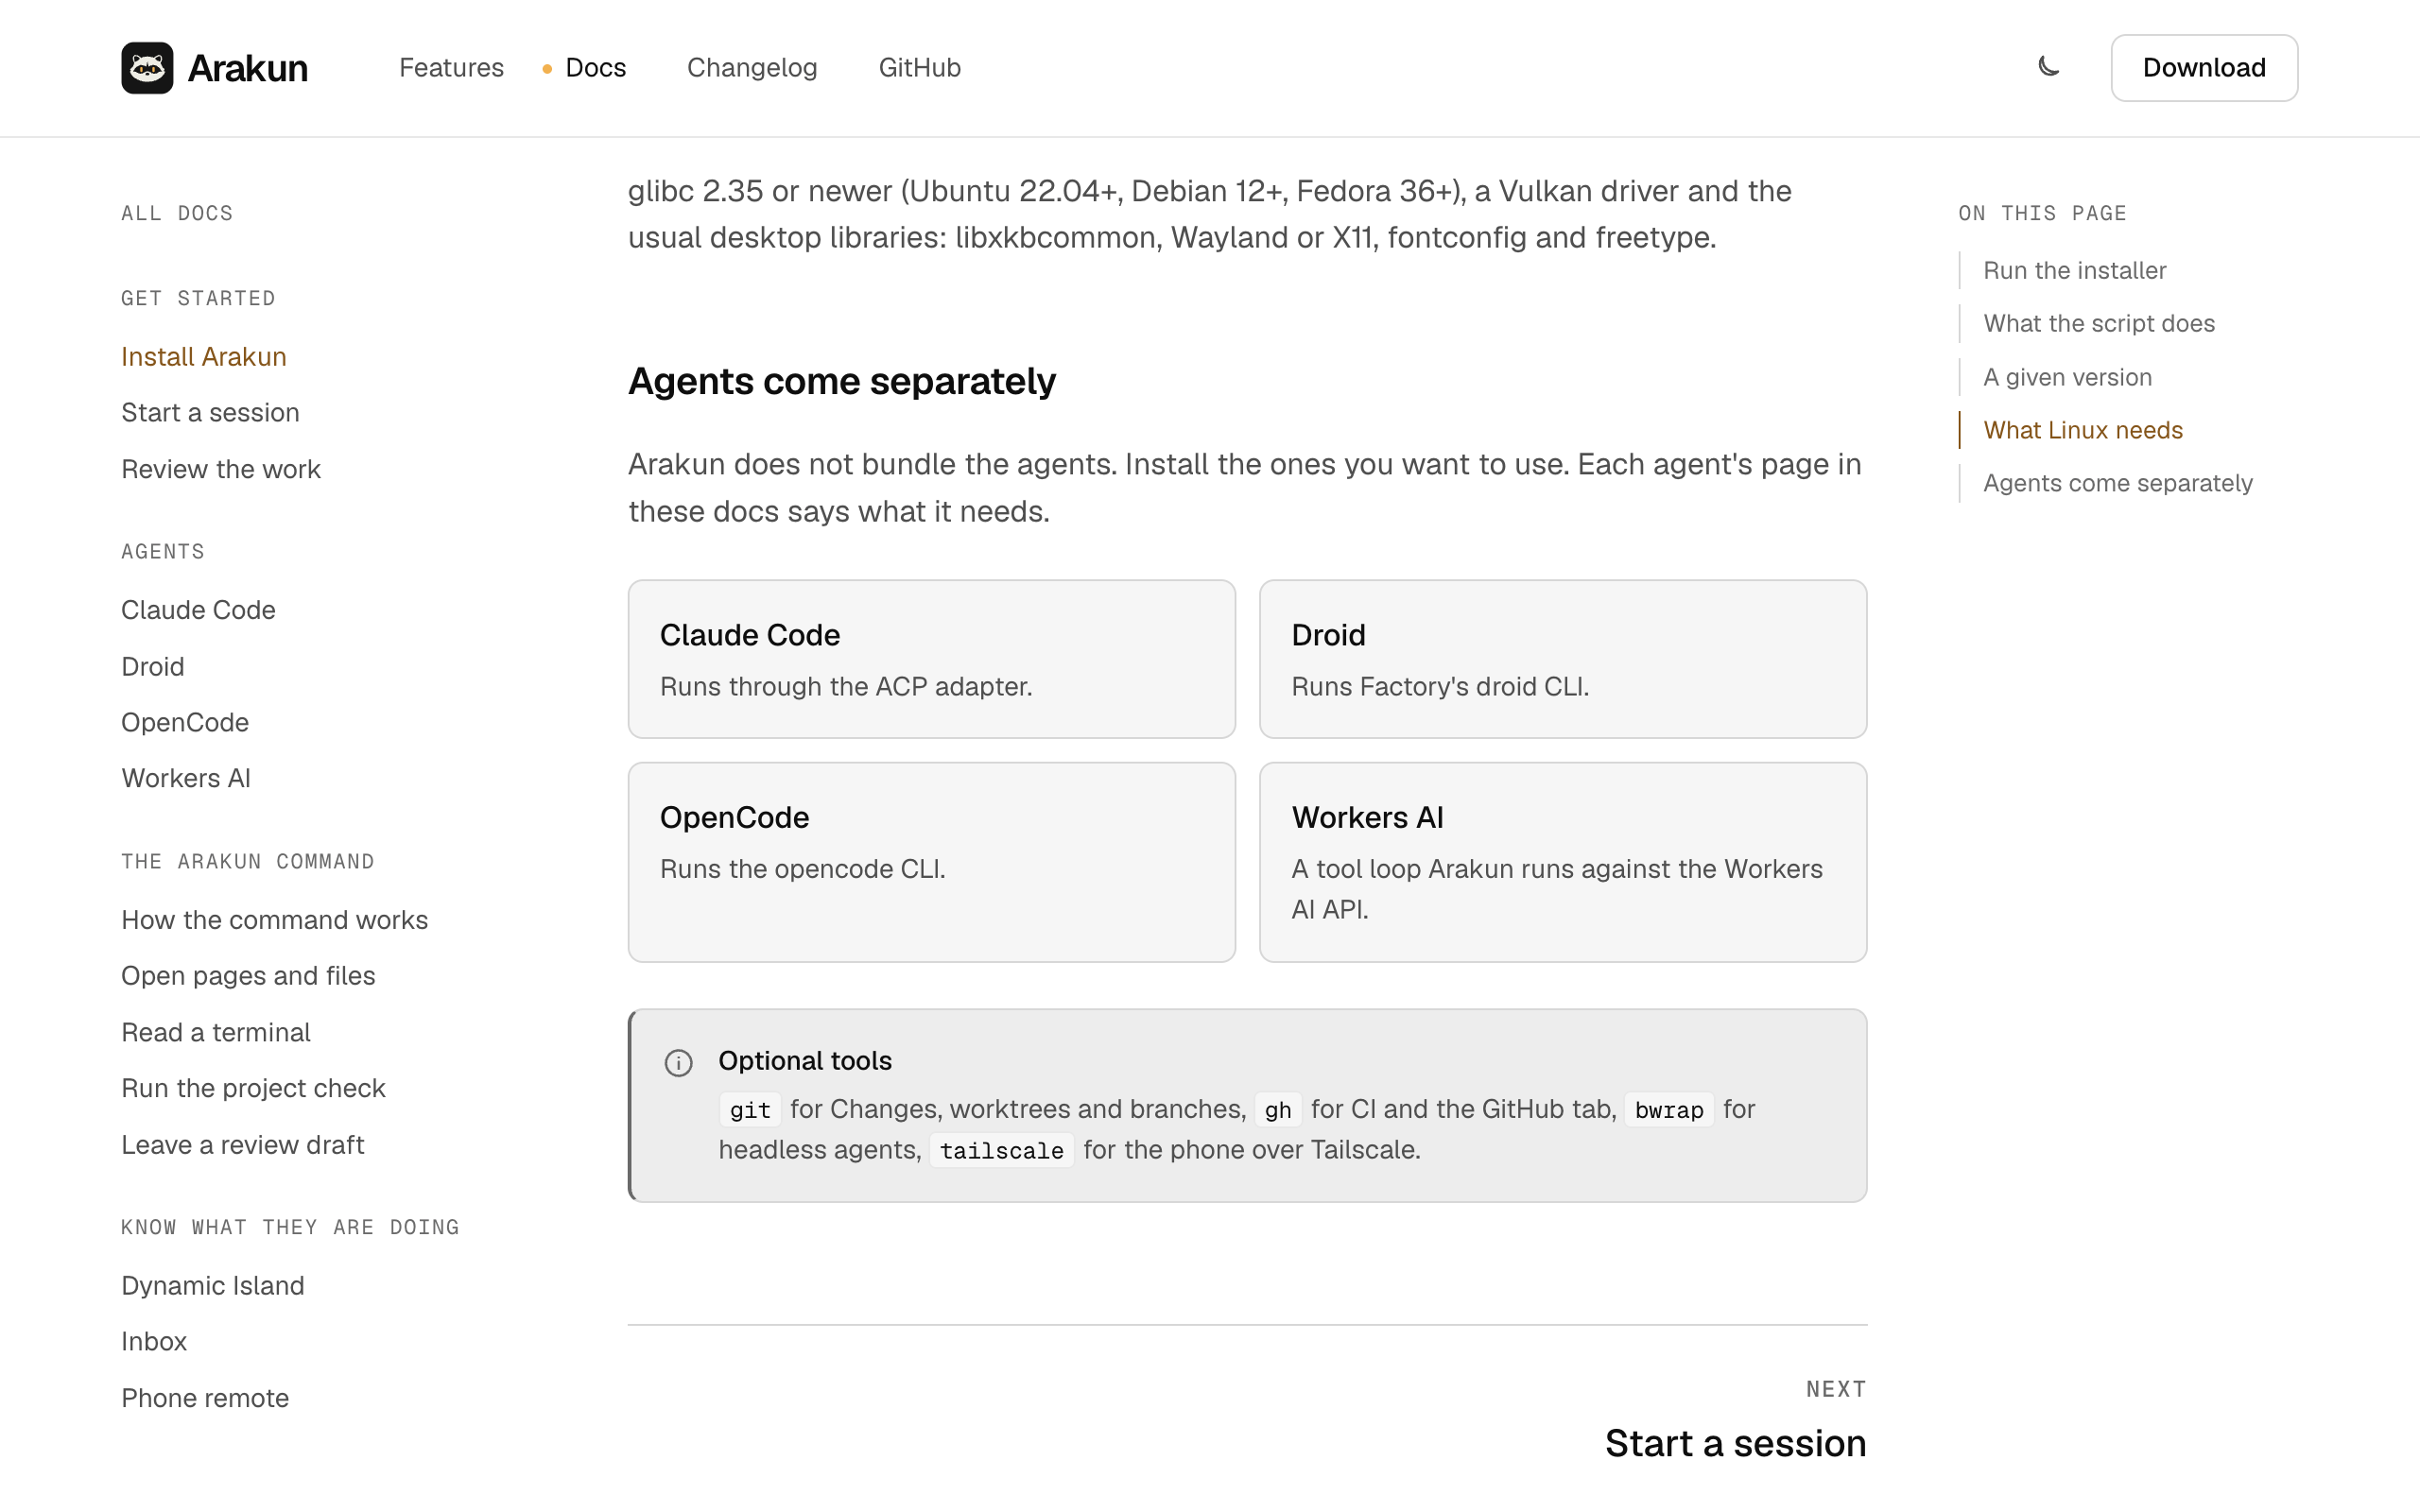 Arakun
Features
Docs
Changelog
GitHub
Download
ALL DOCS
GET STARTED
Install Arakun
Start a session
Review the work
AGENTS
Claude Code
Droid
OpenCode
Workers AI
THE ARAKUN COMMAND
How the command works
Open pages and files
Read a terminal
Run the project check
Leave a review draft
KNOW WHAT THEY ARE DOING
Dynamic Island
Inbox
Phone remote
glibc 2.35 or newer (Ubuntu 22.04+, Debian 12+, Fedora 36+), a Vulkan driver and the
usual desktop libraries: libxkbcommon, Wayland or X11, fontconfig and freetype.
Agents come separately
Arakun does not bundle the agents. Install the ones you want to use. Each agent's page in
these docs says what it needs.
Claude Code
Runs through the ACP adapter.
Droid
Runs Factory's droid CLI.
OpenCode
Runs the opencode CLI.
Workers AI
A tool loop Arakun runs against the Workers
AI API.
Optional tools
git for Changes, worktrees and branches, gh for CI and the GitHub tab, bwrap for
headless agents, tailscale for the phone over Tailscale.
NEXT
Start a session
ON THIS PAGE
Run the installer
What the script does
A given version
What Linux needs
Agents come separately